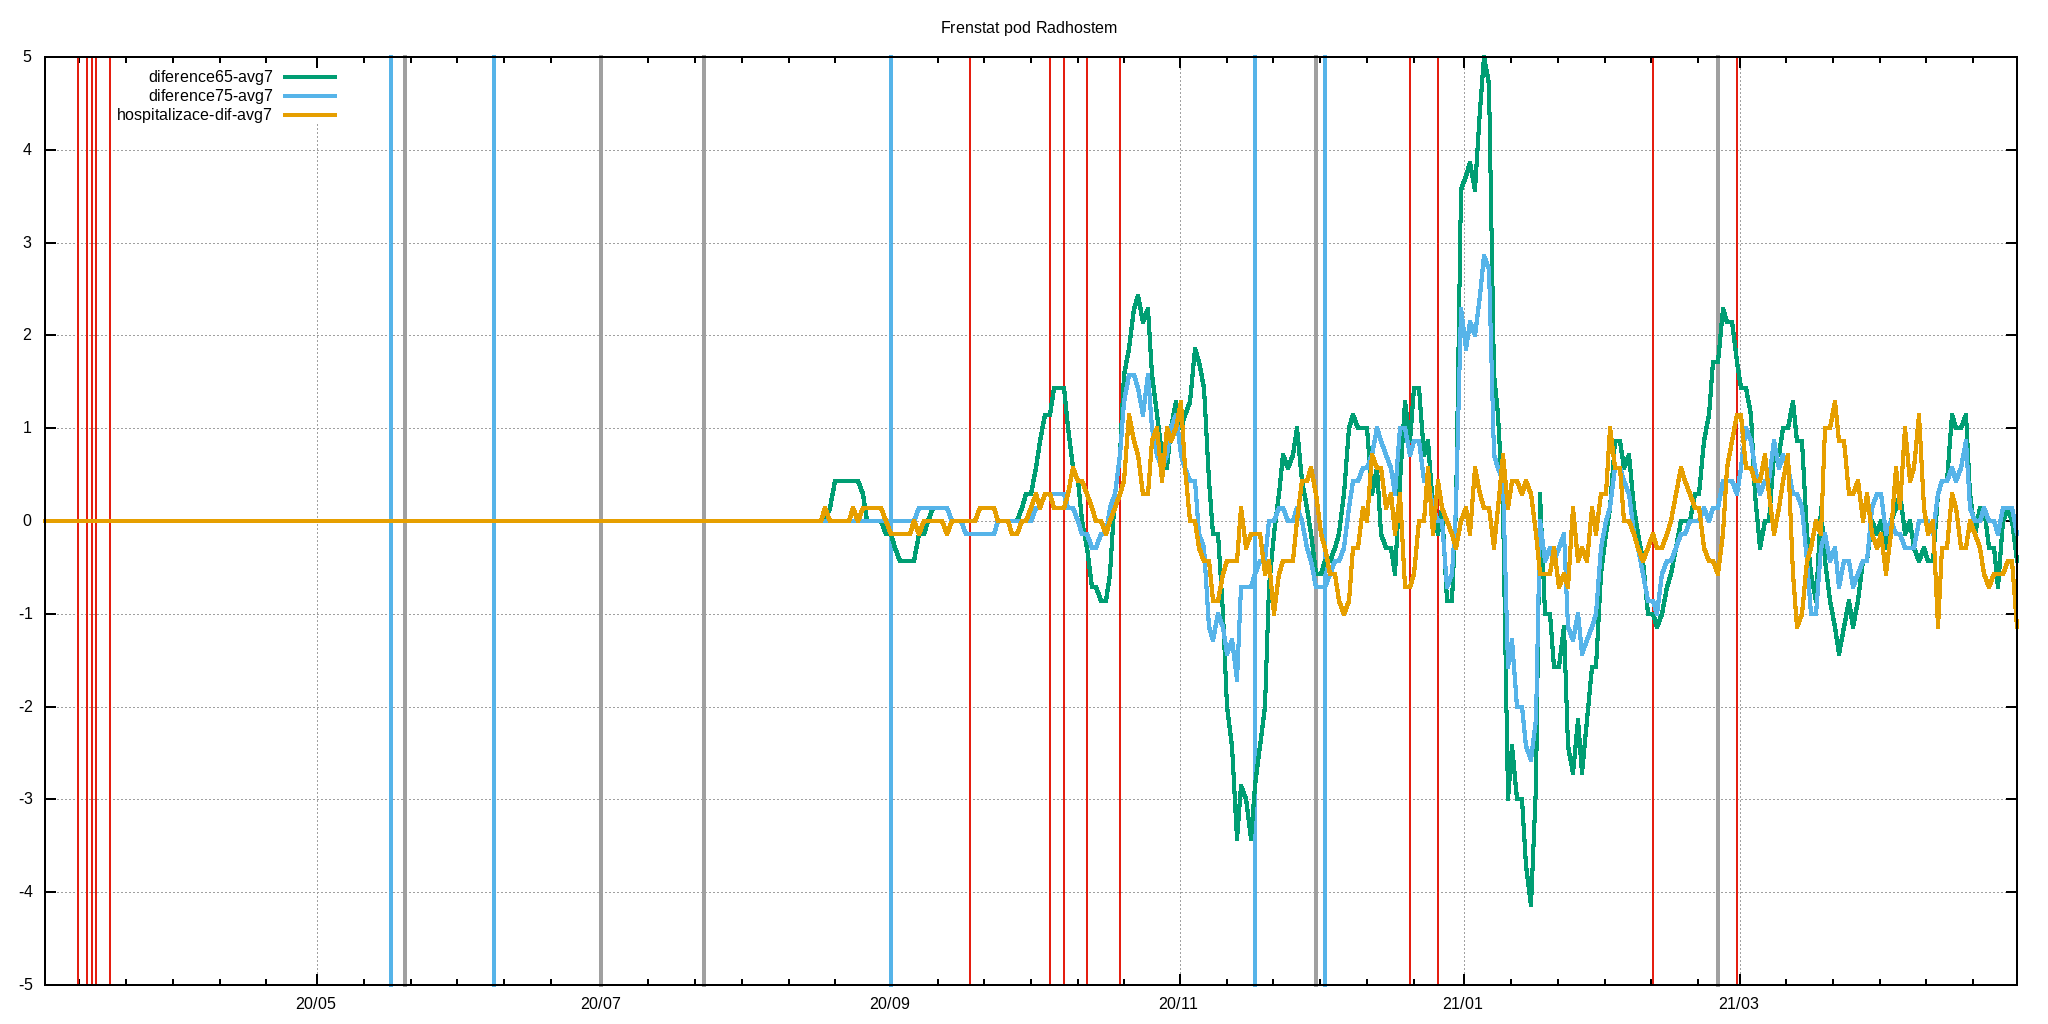 Frenstat pod Radhostem
diference65-avg7
diference75-avg7
hospitalizace-dif-avg7
5
4
3
2
1
0
-1
-2
-3
-4
-5
20/05 20/07 20/09 20/11 21/01 21/03